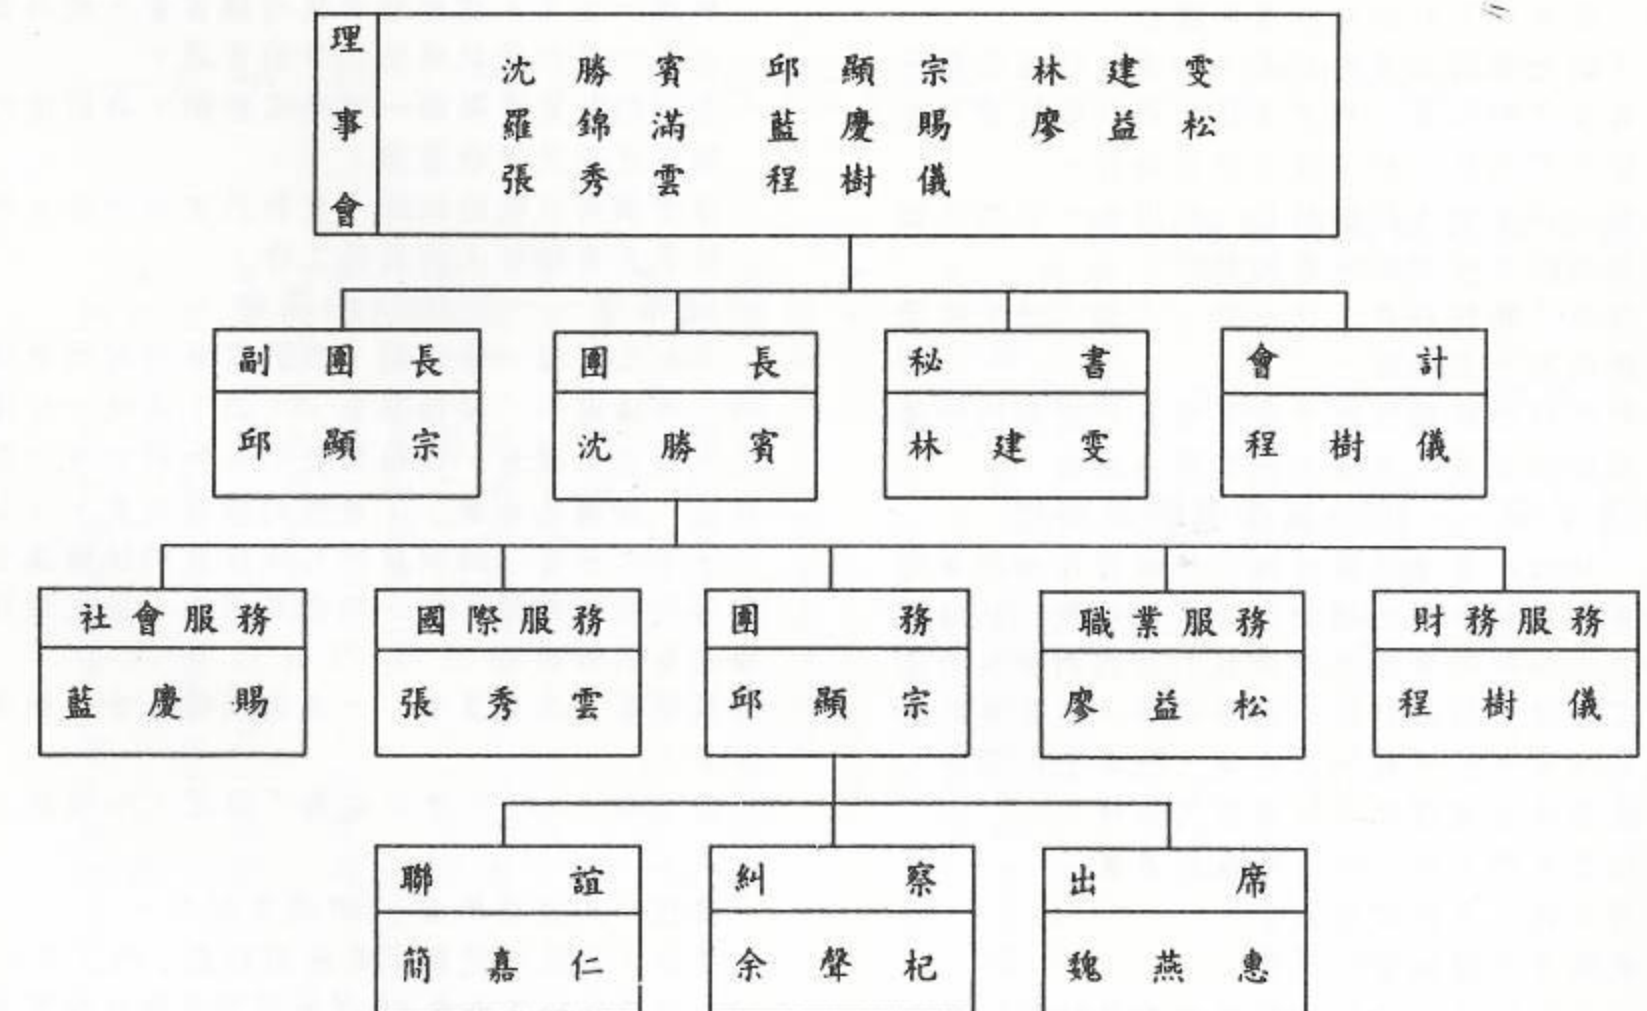 理事會
沈勝賓 邱顯宗 林建雯
羅錦滿 藍慶賜 廖益松
張秀雲 程樹儀
副團長 團長 秘書 會計
邱顯宗 沈勝賓 林建雯 程樹儀
社會服務 國際服務 團務 職業服務 財務服務
藍慶賜 張秀雲 邱顯宗 廖益松 程樹儀
聯誼 糾察 出席
簡嘉仁 余聲杞 魏燕惠